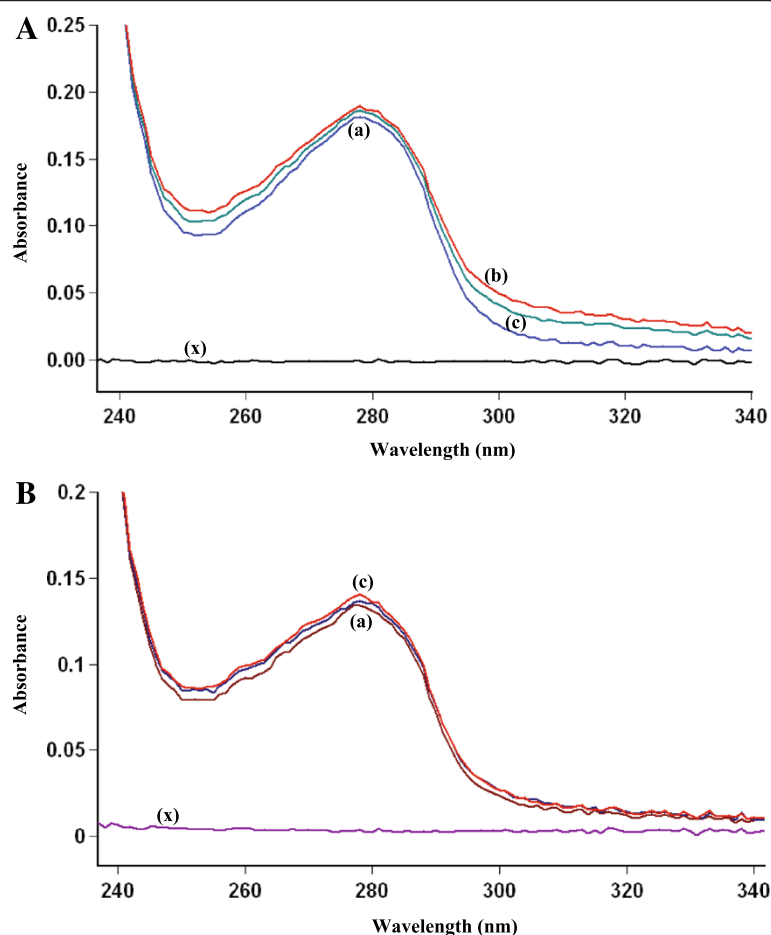 A
0.25
0.20
0.15
0.10
0.05
0.00
Absorbance
(a)
(b)
(c)
(x)
240 260 280 300 320 340
Wavelength (nm)
B
0.2
0.15
0.1
0.05
0
Absorbance
(c)
(a)
(x)
240 260 280 300 320 340
Wavelength (nm)